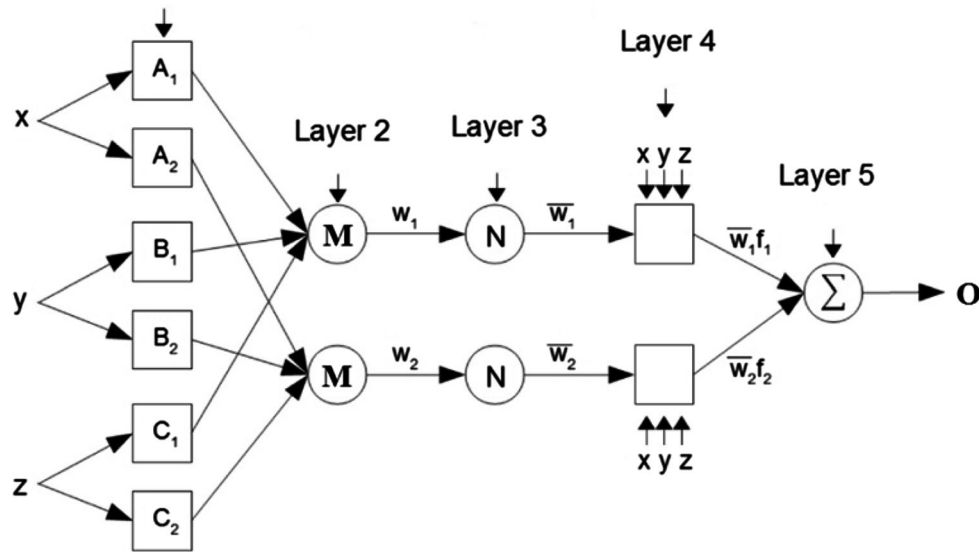 Layer 4
A₁
x
Layer 2
Layer 3
x y z
A₂
Layer 5
M
w₁
N
w̅₁
w̅₁f₁
B₁
y
Σ
O
B₂
M
w₂
N
w̅₂
w̅₂f₂
C₁
x y z
z
C₂